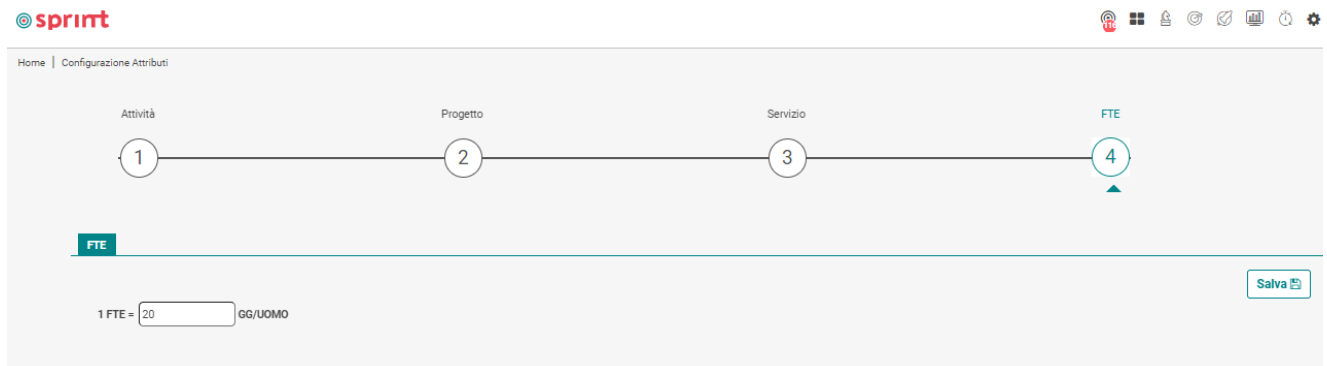 sprint
116
Home | Configurazione Attributi
Attività Progetto Servizio FTE
1 2 3 4
FTE
Salva
1 FTE = 20 GG/UOMO